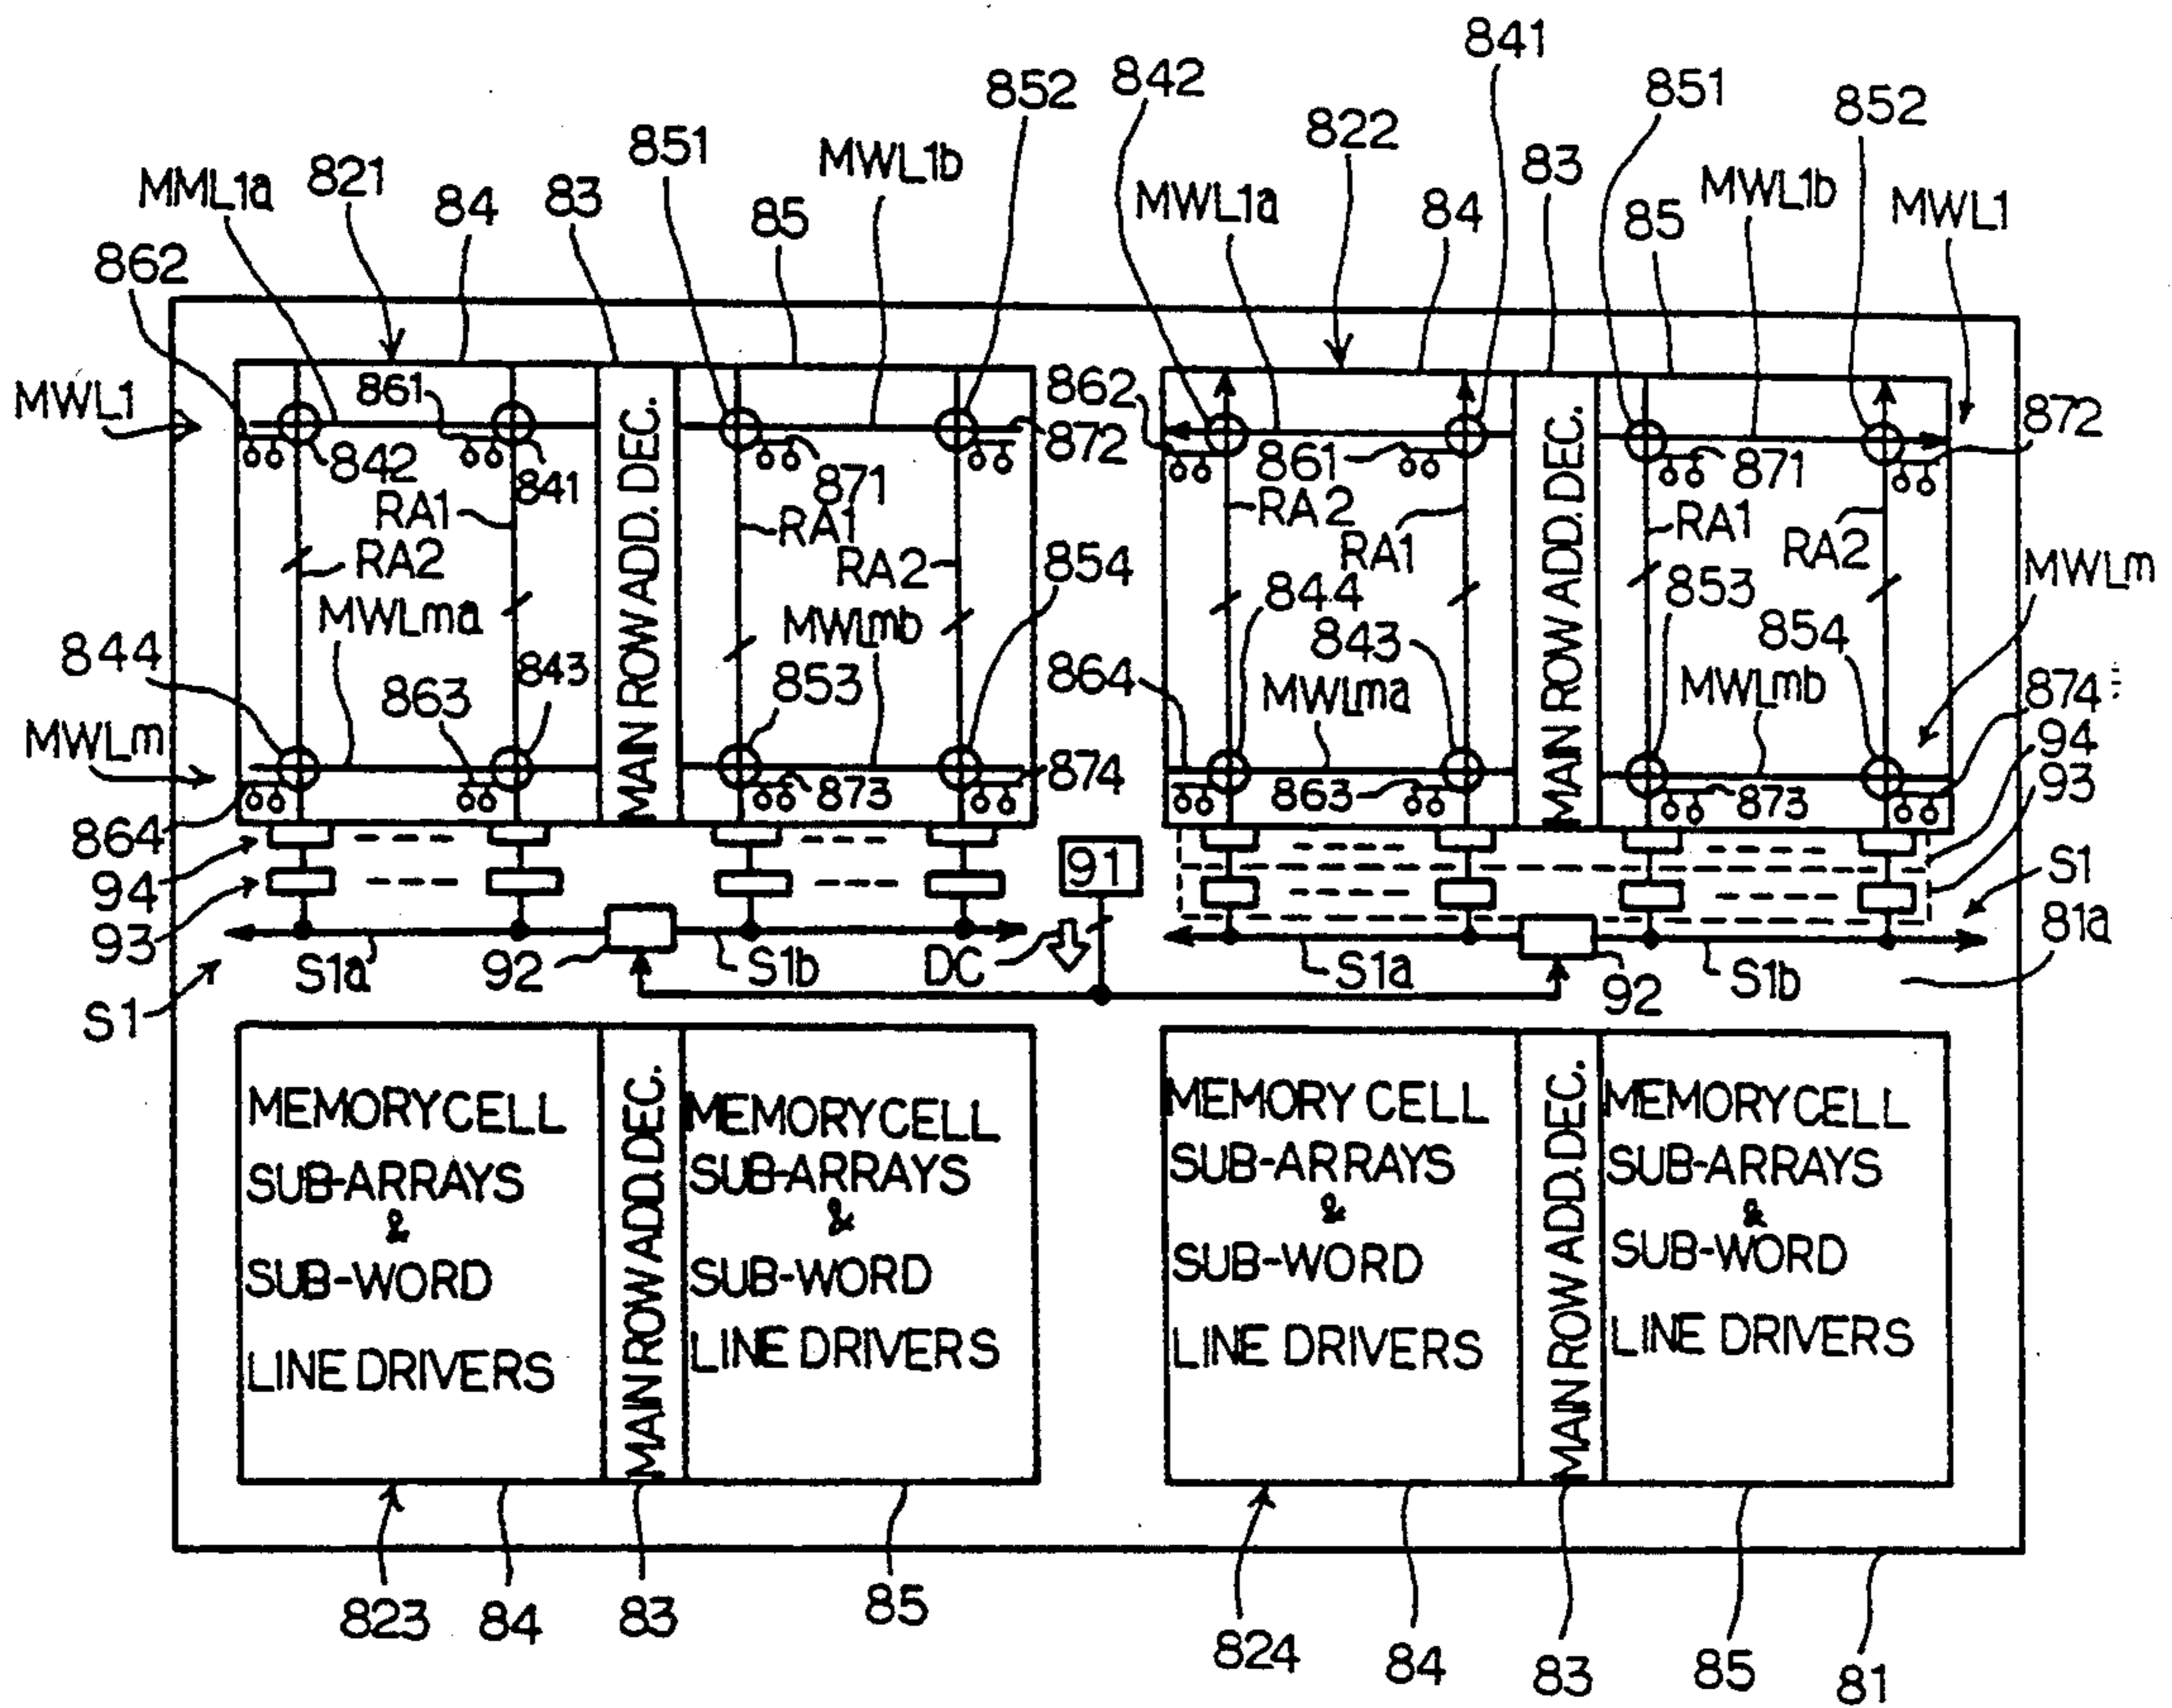 841
852 842 851 852
822
851 MWL1b 83
MML1a 821 84 83 85 MWL1a 84 85 MWL1b MWL1
862
861 862
MWL1 872 872
842 841 871 861 871
RA1 RA1 RA2 RA1
RA2 RA2 854 RA1 RA2 MWLm
MWLma MWLmb 844 853
844 843 853 843 854
863 864 MWLma MWLmb 874
MWLm 94
873 874 863 873 93
MAIN ROW ADD. DEC.
MAIN ROW ADD. DEC.
864
94 91 S1
93 81a
S1a 92 S1b DC S1a 92 S1b
S1
MEMORY CELL
SUB-ARRAYS
&
SUB-WORD
LINE DRIVERS
MAIN ROW ADD. DEC.
MEMORY CELL
SUB-ARRAYS
&
SUB-WORD
LINE DRIVERS
MEMORY CELL
SUB-ARRAYS
&
SUB-WORD
LINE DRIVERS
MAIN ROW ADD. DEC.
MEMORY CELL
SUB-ARRAYS
&
SUB-WORD
LINE DRIVERS
823 84 83 85 824 84 83 85 81